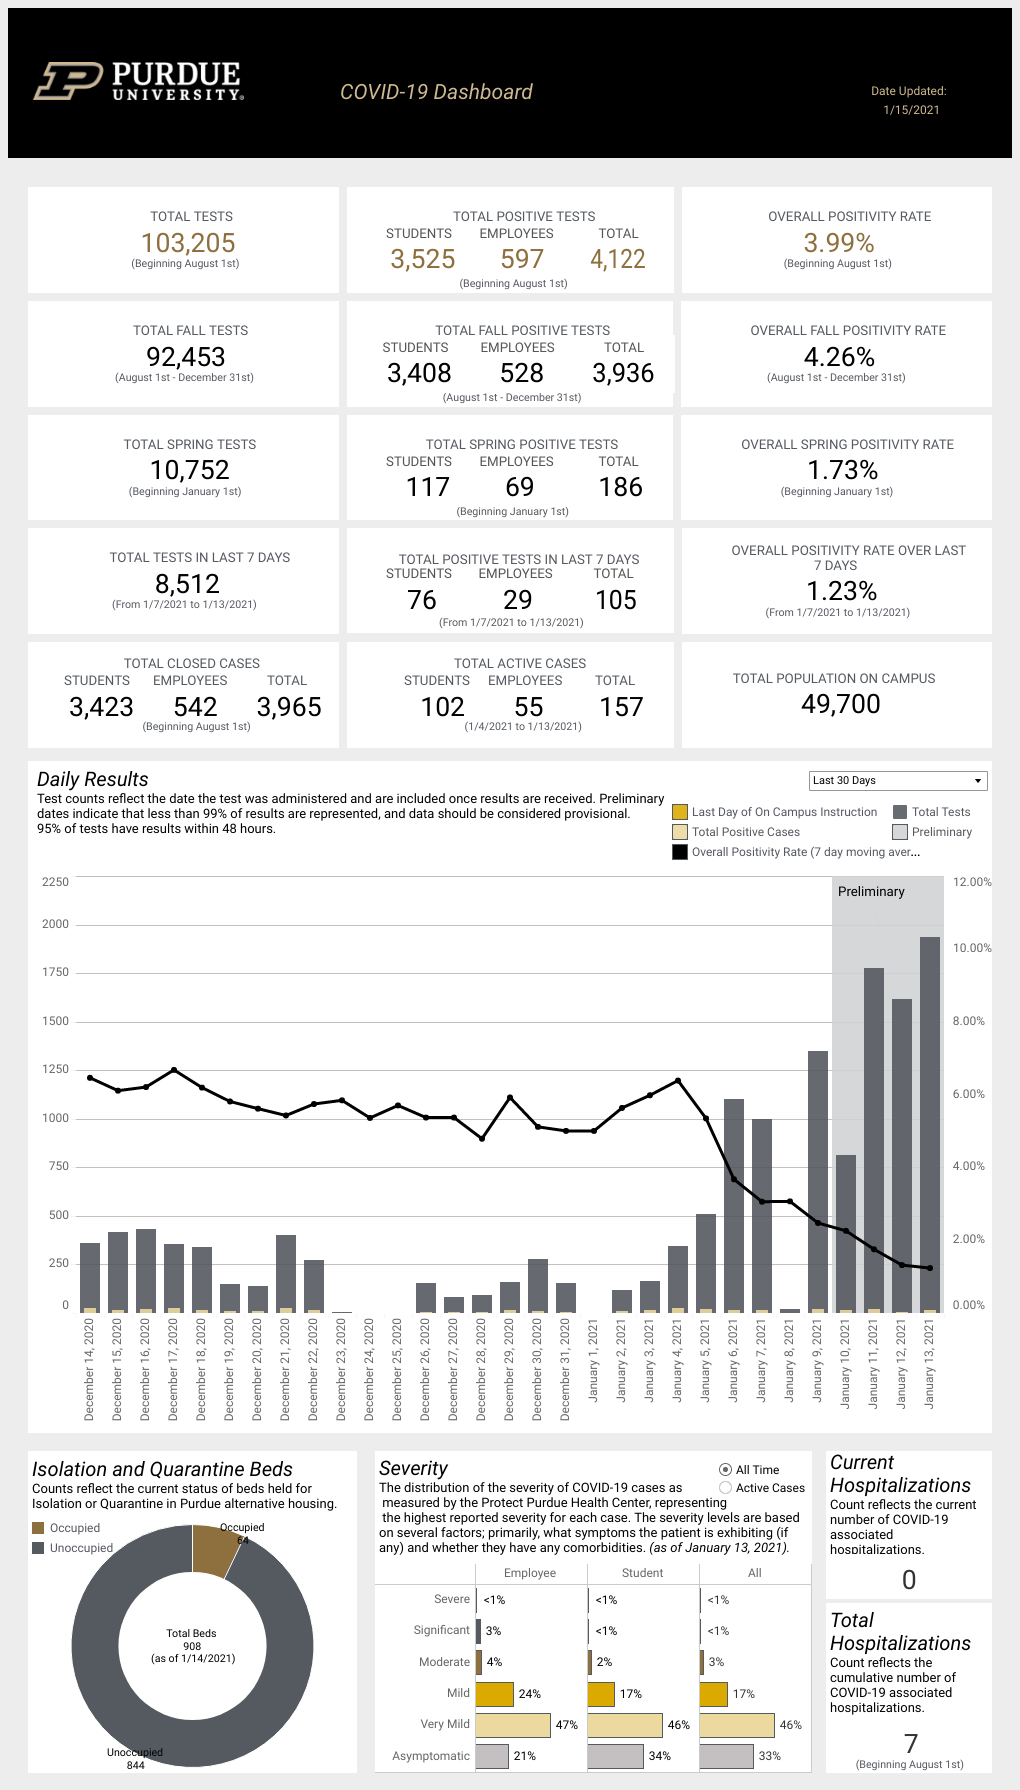 PURDUE
UNIVERSITY®
COVID-19 Dashboard
Date Updated:
1/15/2021
TOTAL TESTS
103,205
(Beginning August 1st)
TOTAL POSITIVE TESTS
STUDENTS EMPLOYEES TOTAL
3,525 597 4,122
(Beginning August 1st)
OVERALL POSITIVITY RATE
3.99%
(Beginning August 1st)
TOTAL FALL TESTS
92,453
(August 1st - December 31st)
TOTAL FALL POSITIVE TESTS
STUDENTS EMPLOYEES TOTAL
3,408 528 3,936
(August 1st - December 31st)
OVERALL FALL POSITIVITY RATE
4.26%
(August 1st - December 31st)
TOTAL SPRING TESTS
10,752
(Beginning January 1st)
TOTAL SPRING POSITIVE TESTS
STUDENTS EMPLOYEES TOTAL
117 69 186
(Beginning January 1st)
OVERALL SPRING POSITIVITY RATE
1.73%
(Beginning January 1st)
TOTAL TESTS IN LAST 7 DAYS
8,512
(From 1/7/2021 to 1/13/2021)
TOTAL POSITIVE TESTS IN LAST 7 DAYS
STUDENTS EMPLOYEES TOTAL
76 29 105
(From 1/7/2021 to 1/13/2021)
OVERALL POSITIVITY RATE OVER LAST
7 DAYS
1.23%
(From 1/7/2021 to 1/13/2021)
TOTAL CLOSED CASES
STUDENTS EMPLOYEES TOTAL
3,423 542 3,965
(Beginning August 1st)
TOTAL ACTIVE CASES
STUDENTS EMPLOYEES TOTAL
102 55 157
(1/4/2021 to 1/13/2021)
TOTAL POPULATION ON CAMPUS
49,700
Daily Results
Test counts reflect the date the test was administered and are included once results are received. Preliminary
dates indicate that less than 99% of results are represented, and data should be considered provisional.
95% of tests have results within 48 hours.
Last 30 Days
Last Day of On Campus Instruction Total Tests
Total Positive Cases Preliminary
Overall Positivity Rate (7 day moving aver...
Preliminary
2250
2000
1750
1500
1250
1000
750
500
250
0
12.00%
10.00%
8.00%
6.00%
4.00%
2.00%
0.00%
December 14, 2020
December 15, 2020
December 16, 2020
December 17, 2020
December 18, 2020
December 19, 2020
December 20, 2020
December 21, 2020
December 22, 2020
December 23, 2020
December 24, 2020
December 25, 2020
December 26, 2020
December 27, 2020
December 28, 2020
December 29, 2020
December 30, 2020
December 31, 2020
January 1, 2021
January 2, 2021
January 3, 2021
January 4, 2021
January 5, 2021
January 6, 2021
January 7, 2021
January 8, 2021
January 9, 2021
January 10, 2021
January 11, 2021
January 12, 2021
January 13, 2021
Isolation and Quarantine Beds
Counts reflect the current status of beds held for
Isolation or Quarantine in Purdue alternative housing.
Occupied
Unoccupied
Occupied
64
Total Beds
908
(as of 1/14/2021)
Unoccupied
844
Severity
All Time
Active Cases
The distribution of the severity of COVID-19 cases as
measured by the Protect Purdue Health Center, representing
the highest reported severity for each case. The severity levels are based
on several factors; primarily, what symptoms the patient is exhibiting (if
any) and whether they have any comorbidities. (as of January 13, 2021).
Employee Student All
Severe <1% <1% <1%
Significant 3% <1% <1%
Moderate 4% 2% 3%
Mild 24% 17% 17%
Very Mild 47% 46% 46%
Asymptomatic 21% 34% 33%
Current
Hospitalizations
Count reflects the current
number of COVID-19
associated
hospitalizations.
0
Total
Hospitalizations
Count reflects the
cumulative number of
COVID-19 associated
hospitalizations.
7
(Beginning August 1st)